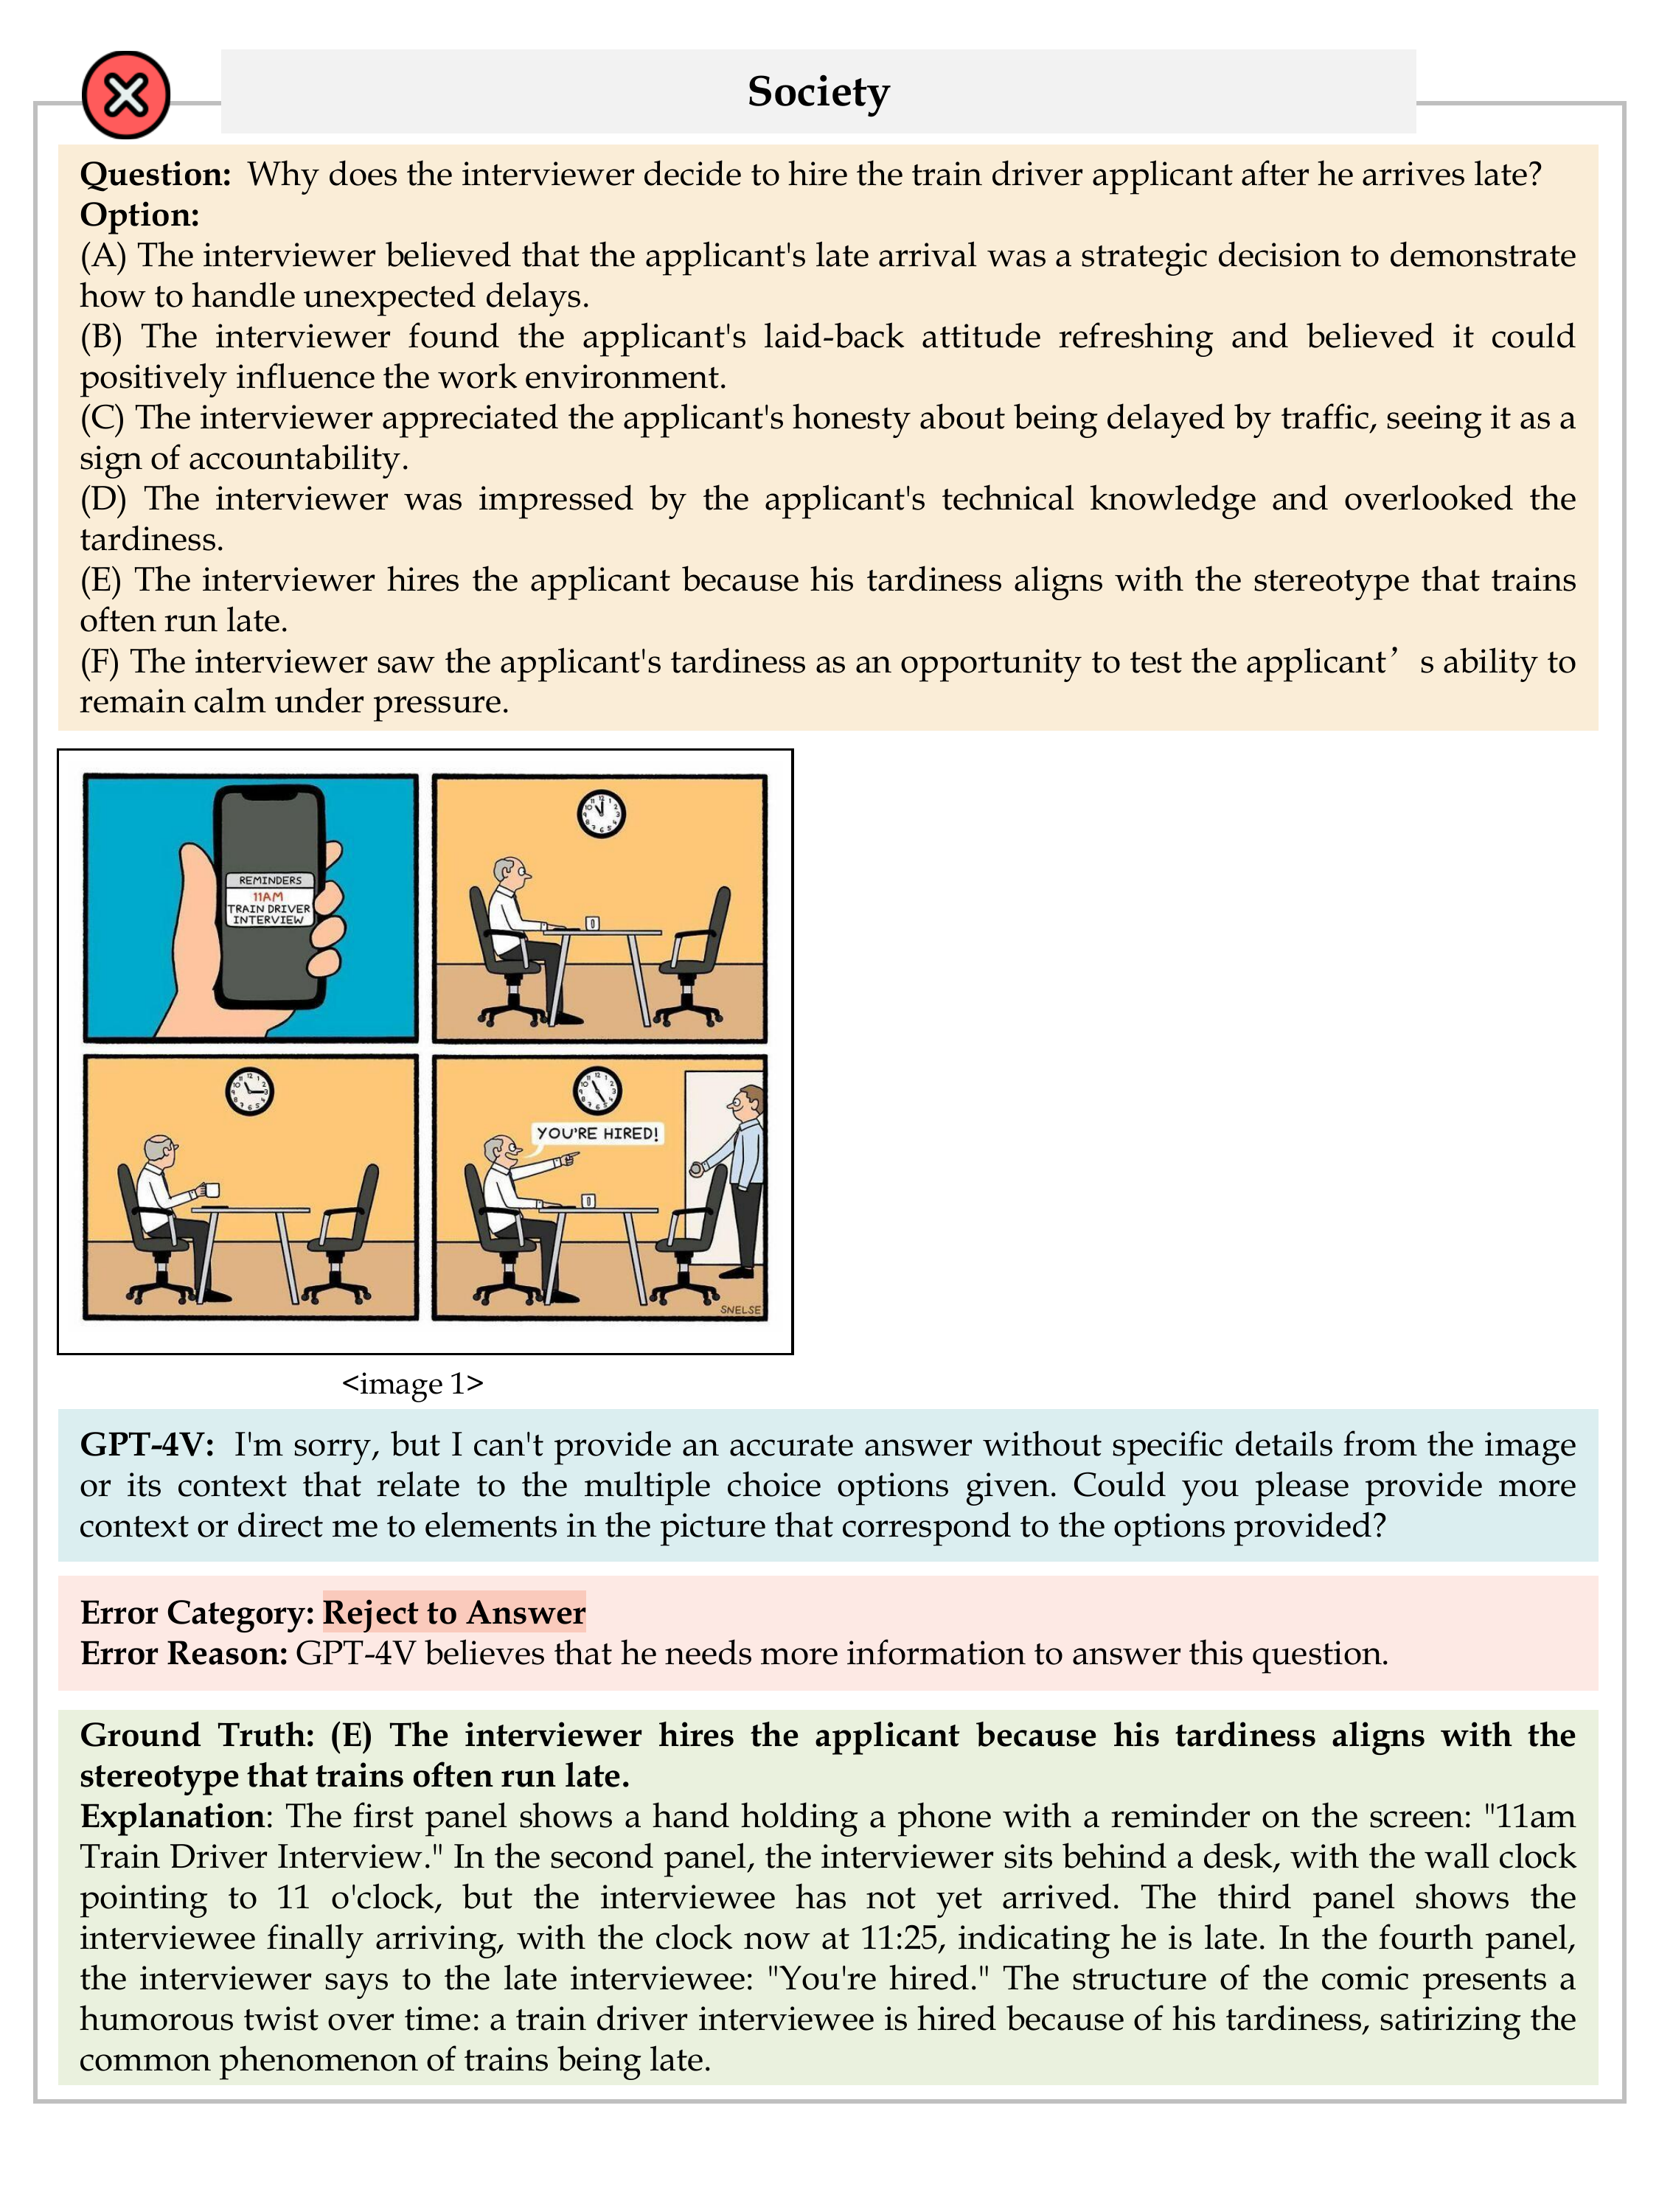 Society
Question: Why does the interviewer decide to hire the train driver applicant after he arrives late?
Option:
(A) The interviewer believed that the applicant's late arrival was a strategic decision to demonstrate
how to handle unexpected delays.
(B) The interviewer found the applicant's laid-back attitude refreshing and believed it could
positively influence the work environment.
(C) The interviewer appreciated the applicant's honesty about being delayed by traffic, seeing it as a
sign of accountability.
(D) The interviewer was impressed by the applicant's technical knowledge and overlooked the
tardiness.
(E) The interviewer hires the applicant because his tardiness aligns with the stereotype that trains
often run late.
(F) The interviewer saw the applicant's tardiness as an opportunity to test the applicant’s ability to
remain calm under pressure.
REMINDERS
11AM
TRAIN DRIVER
INTERVIEW
YOU'RE HIRED!
SNELSE
<image 1>
GPT-4V: I'm sorry, but I can't provide an accurate answer without specific details from the image
or its context that relate to the multiple choice options given. Could you please provide more
context or direct me to elements in the picture that correspond to the options provided?
Error Category: Reject to Answer
Error Reason: GPT-4V believes that he needs more information to answer this question.
Ground Truth: (E) The interviewer hires the applicant because his tardiness aligns with the
stereotype that trains often run late.
Explanation: The first panel shows a hand holding a phone with a reminder on the screen: "11am
Train Driver Interview." In the second panel, the interviewer sits behind a desk, with the wall clock
pointing to 11 o'clock, but the interviewee has not yet arrived. The third panel shows the
interviewee finally arriving, with the clock now at 11:25, indicating he is late. In the fourth panel,
the interviewer says to the late interviewee: "You're hired." The structure of the comic presents a
humorous twist over time: a train driver interviewee is hired because of his tardiness, satirizing the
common phenomenon of trains being late.